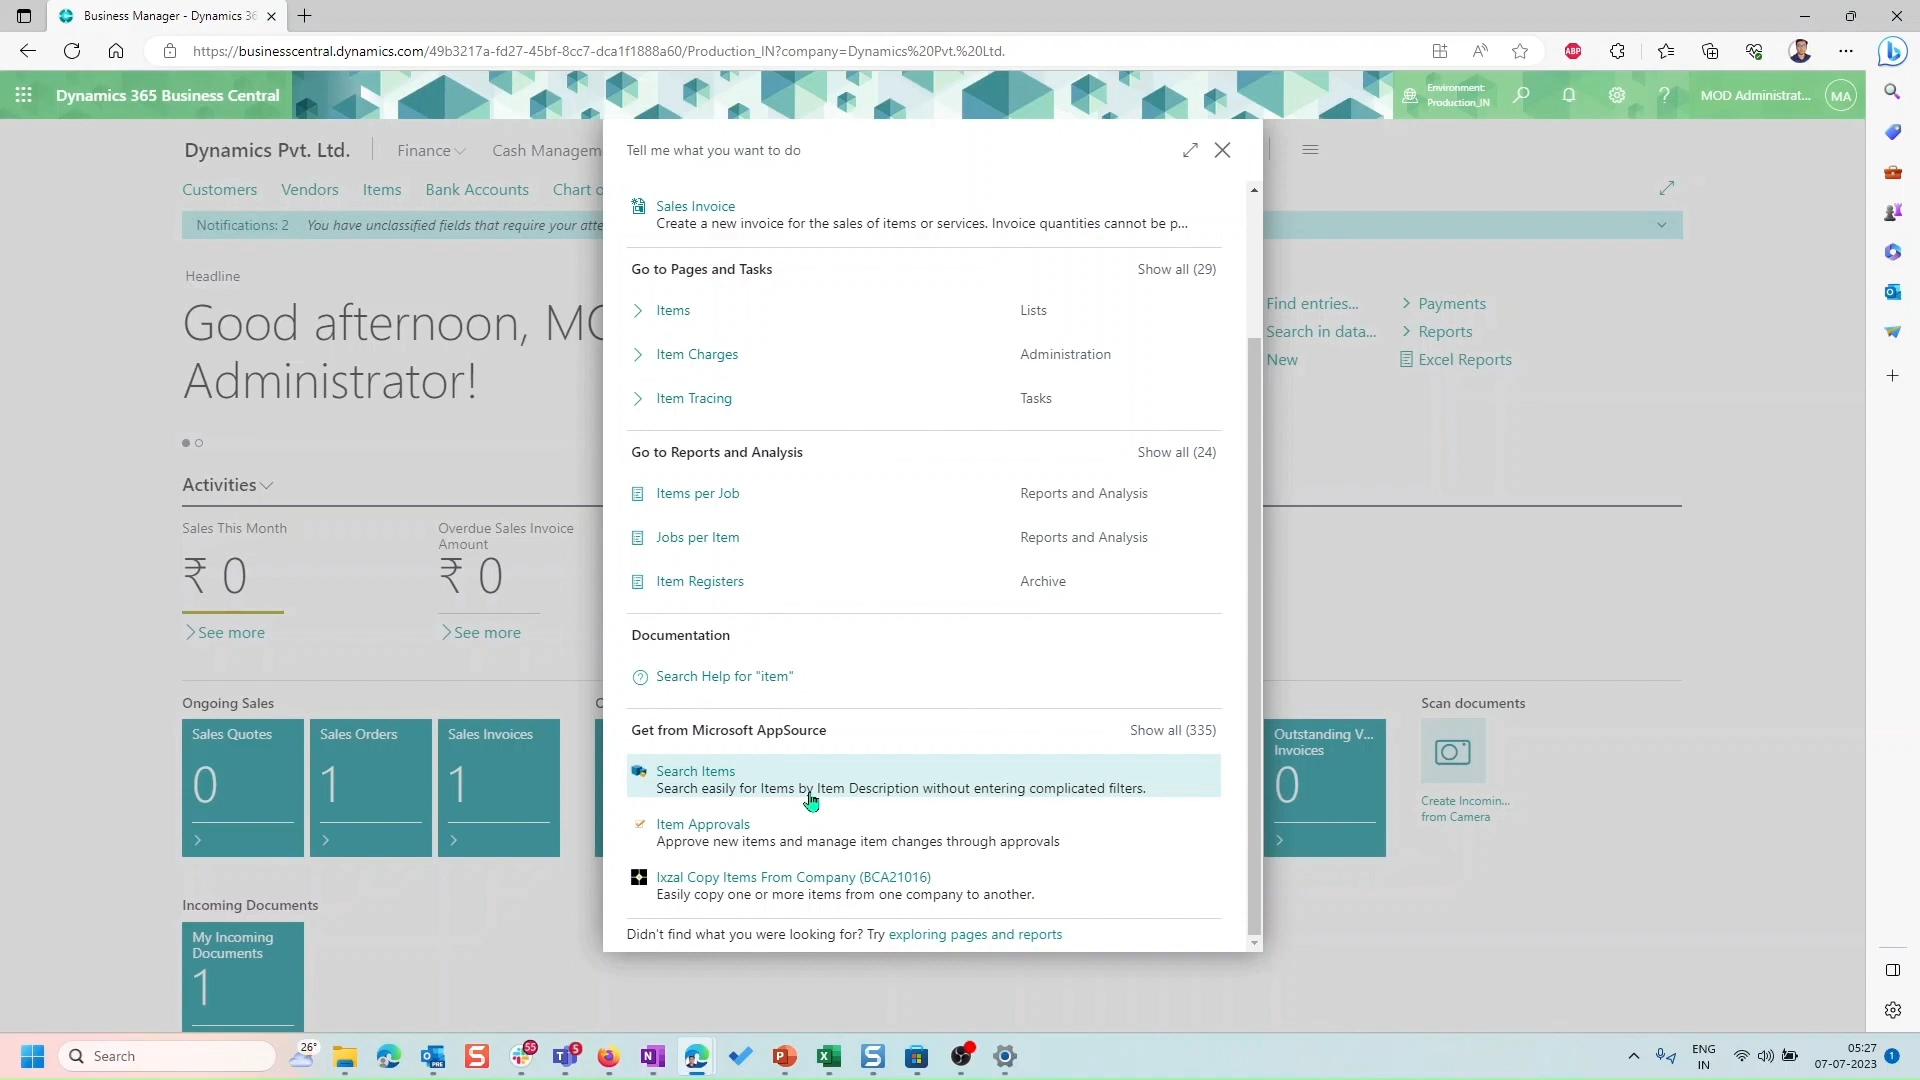 Business Manager - Dynamics 36
https://businesscentral.dynamics.com/49b3217a-fd27-45bf-8cc7-dca1f1888a60/Production_IN?company=Dynamics%20Pvt.%20Ltd.
ABP
Dynamics 365 Business Central
Environment:
Production_IN
MOD Administrat...
MA
Dynamics Pvt. Ltd.
Finance
Cash Managem
Customers
Vendors
Items
Bank Accounts
Chart o
Notifications: 2
You have unclassified fields that require your atte
Headline
Good afternoon, MO
Administrator!
Find entries...
Search in data...
New
Payments
Reports
Excel Reports
Activities
Sales This Month
₹ 0
See more
Overdue Sales Invoice
Amount
₹ 0
See more
Ongoing Sales
Sales Quotes
0
Sales Orders
1
Sales Invoices
1
Outstanding V...
Invoices
0
Scan documents
Create Incomin...
from Camera
Incoming Documents
My Incoming
Documents
1
Tell me what you want to do
Sales Invoice
Create a new invoice for the sales of items or services. Invoice quantities cannot be p...
Go to Pages and Tasks
Show all (29)
Items
Lists
Item Charges
Administration
Item Tracing
Tasks
Go to Reports and Analysis
Show all (24)
Items per Job
Reports and Analysis
Jobs per Item
Reports and Analysis
Item Registers
Archive
Documentation
Search Help for "item"
Get from Microsoft AppSource
Show all (335)
Search Items
Search easily for Items by Item Description without entering complicated filters.
Item Approvals
Approve new items and manage item changes through approvals
Ixzal Copy Items From Company (BCA21016)
Easily copy one or more items from one company to another.
Didn't find what you were looking for? Try exploring pages and reports
Search
26°
55
5
ENG
IN
05:27
07-07-2023
1